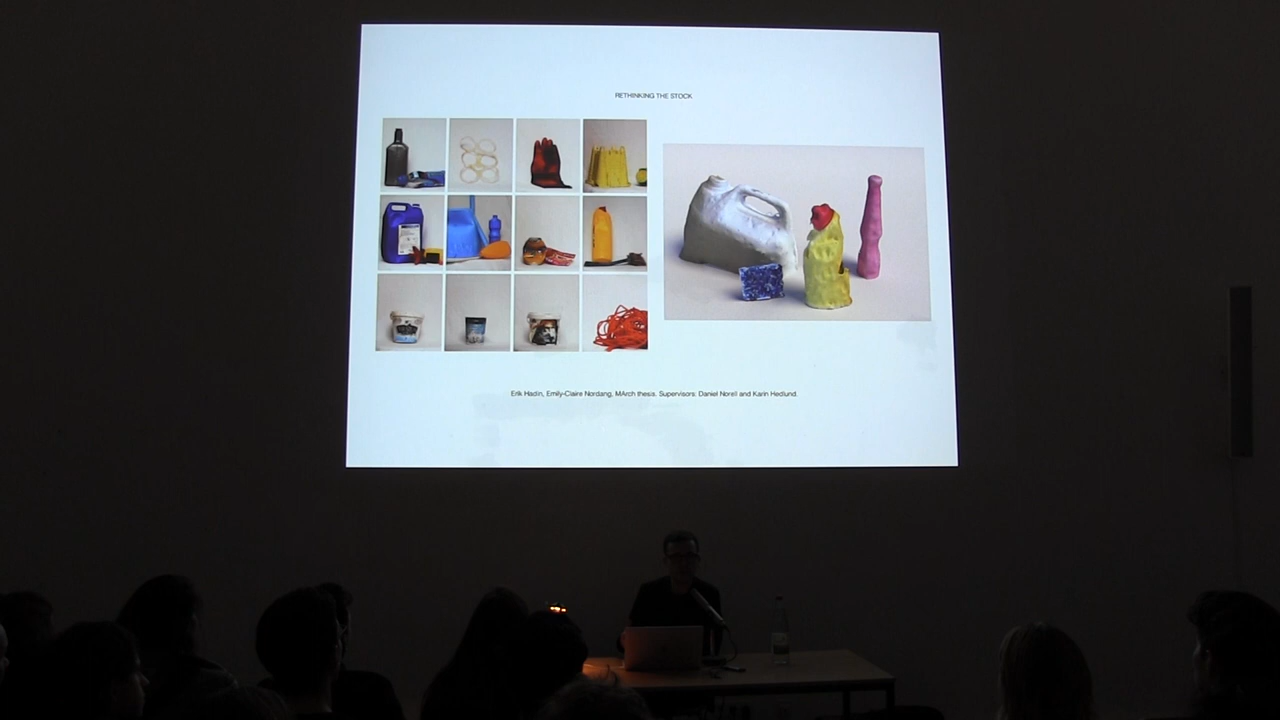 RETHINKING THE STOCK
Erik Hadin, Emily-Claire Nordang, MArch thesis. Supervisors: Daniel Norell and Karin Hedlund.